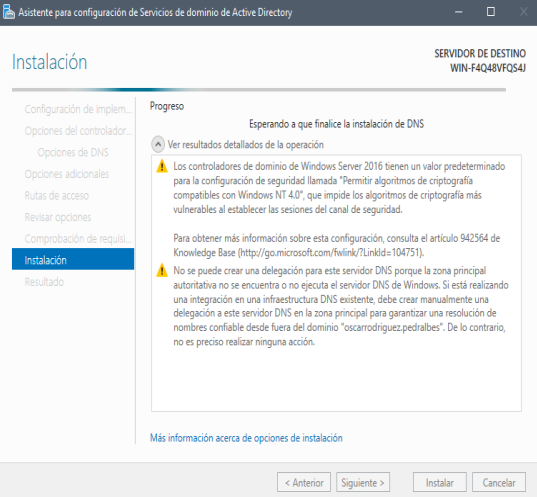 Asistente para configuración de Servicios de dominio de Active Directory
Instalación
SERVIDOR DE DESTINO
WIN-F4Q48VFQS4J
Configuración de implem...
Opciones del controlador...
Opciones de DNS
Opciones adicionales
Rutas de acceso
Revisar opciones
Comprobación de requisi...
Instalación
Resultado
Progreso
Esperando a que finalice la instalación de DNS
Ver resultados detallados de la operación
Los controladores de dominio de Windows Server 2016 tienen un valor predeterminado
para la configuración de seguridad llamada "Permitir algoritmos de criptografía
compatibles con Windows NT 4.0", que impide los algoritmos de criptografía más
vulnerables al establecer las sesiones del canal de seguridad.
Para obtener más información sobre esta configuración, consulta el artículo 942564 de
Knowledge Base (http://go.microsoft.com/fwlink/?LinkId=104751).
No se puede crear una delegación para este servidor DNS porque la zona principal
autoritativa no se encuentra o no ejecuta el servidor DNS de Windows. Si está realizando
una integración en una infraestructura DNS existente, debe crear manualmente una
delegación a este servidor DNS en la zona principal para garantizar una resolución de
nombres confiable desde fuera del dominio "oscarrodriguez.pedralbes". De lo contrario,
no es preciso realizar ninguna acción.
Más información acerca de opciones de instalación
< Anterior
Siguiente >
Instalar
Cancelar